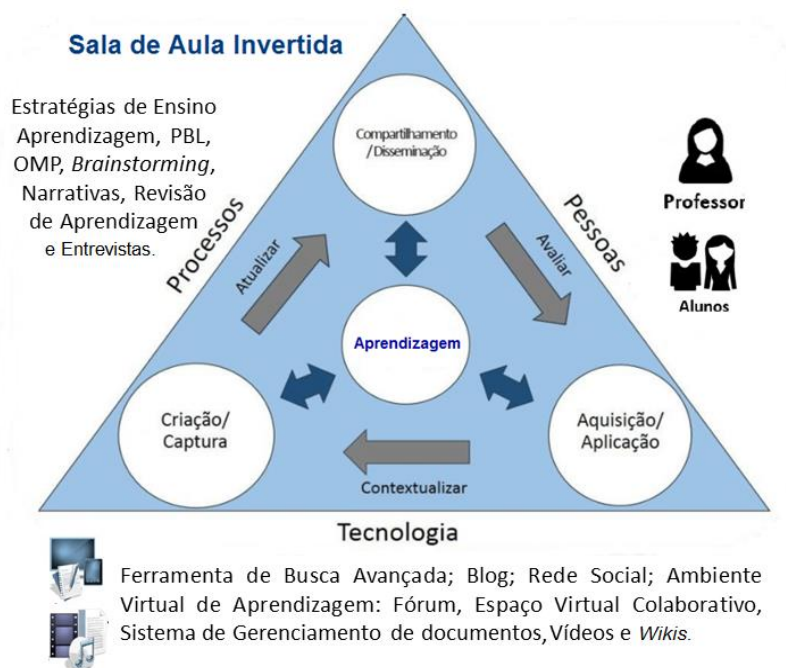 Sala de Aula Invertida
Estratégias de Ensino
Aprendizagem, PBL,
OMP, Brainstorming,
Narrativas, Revisão
de Aprendizagem
e Entrevistas.
Compartilhamento
/Disseminação
Professor
Alunos
Processos
Pessoas
Atualizar
Avaliar
Aprendizagem
Criação/
Captura
Aquisição/
Aplicação
Contextualizar
Tecnologia
Ferramenta de Busca Avançada; Blog; Rede Social; Ambiente
Virtual de Aprendizagem: Fórum, Espaço Virtual Colaborativo,
Sistema de Gerenciamento de documentos, Vídeos e Wikis.